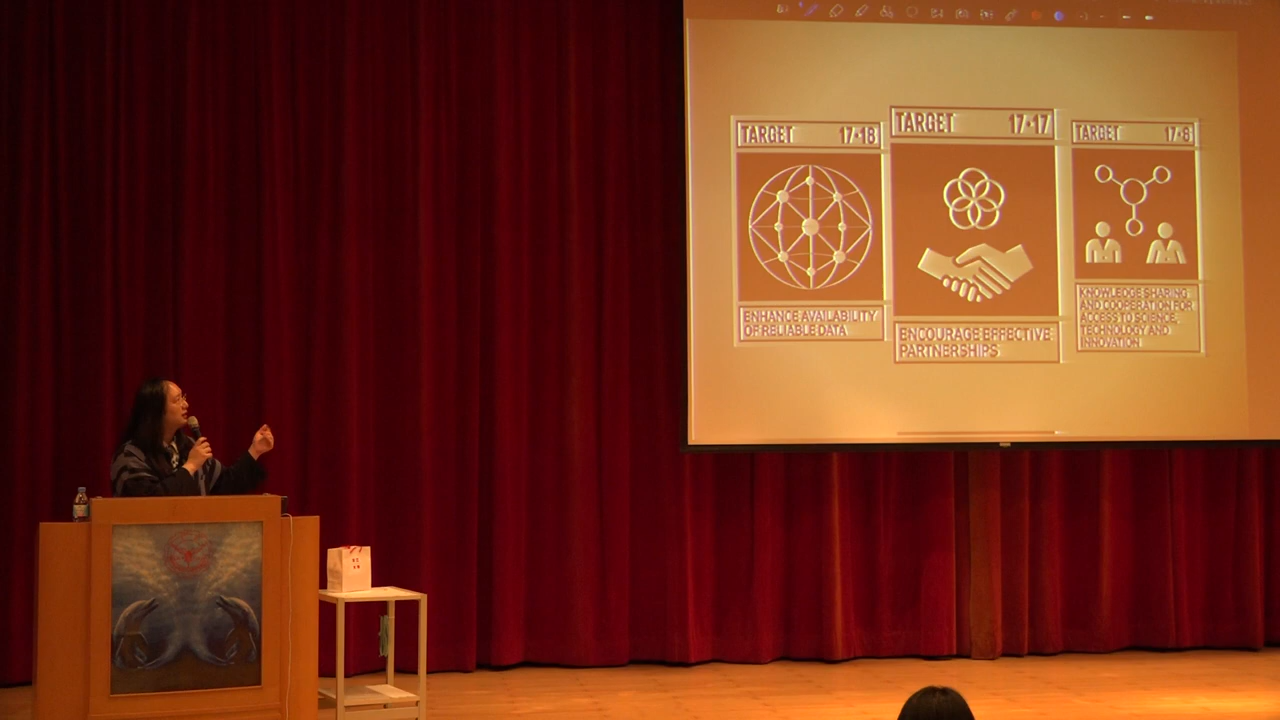 TARGET 17·18
ENHANCE AVAILABILITY
OF RELIABLE DATA
TARGET 17·17
ENCOURAGE EFFECTIVE
PARTNERSHIPS
TARGET 17·6
KNOWLEDGE SHARING
AND COOPERATION FOR
ACCESS TO SCIENCE,
TECHNOLOGY AND
INNOVATION